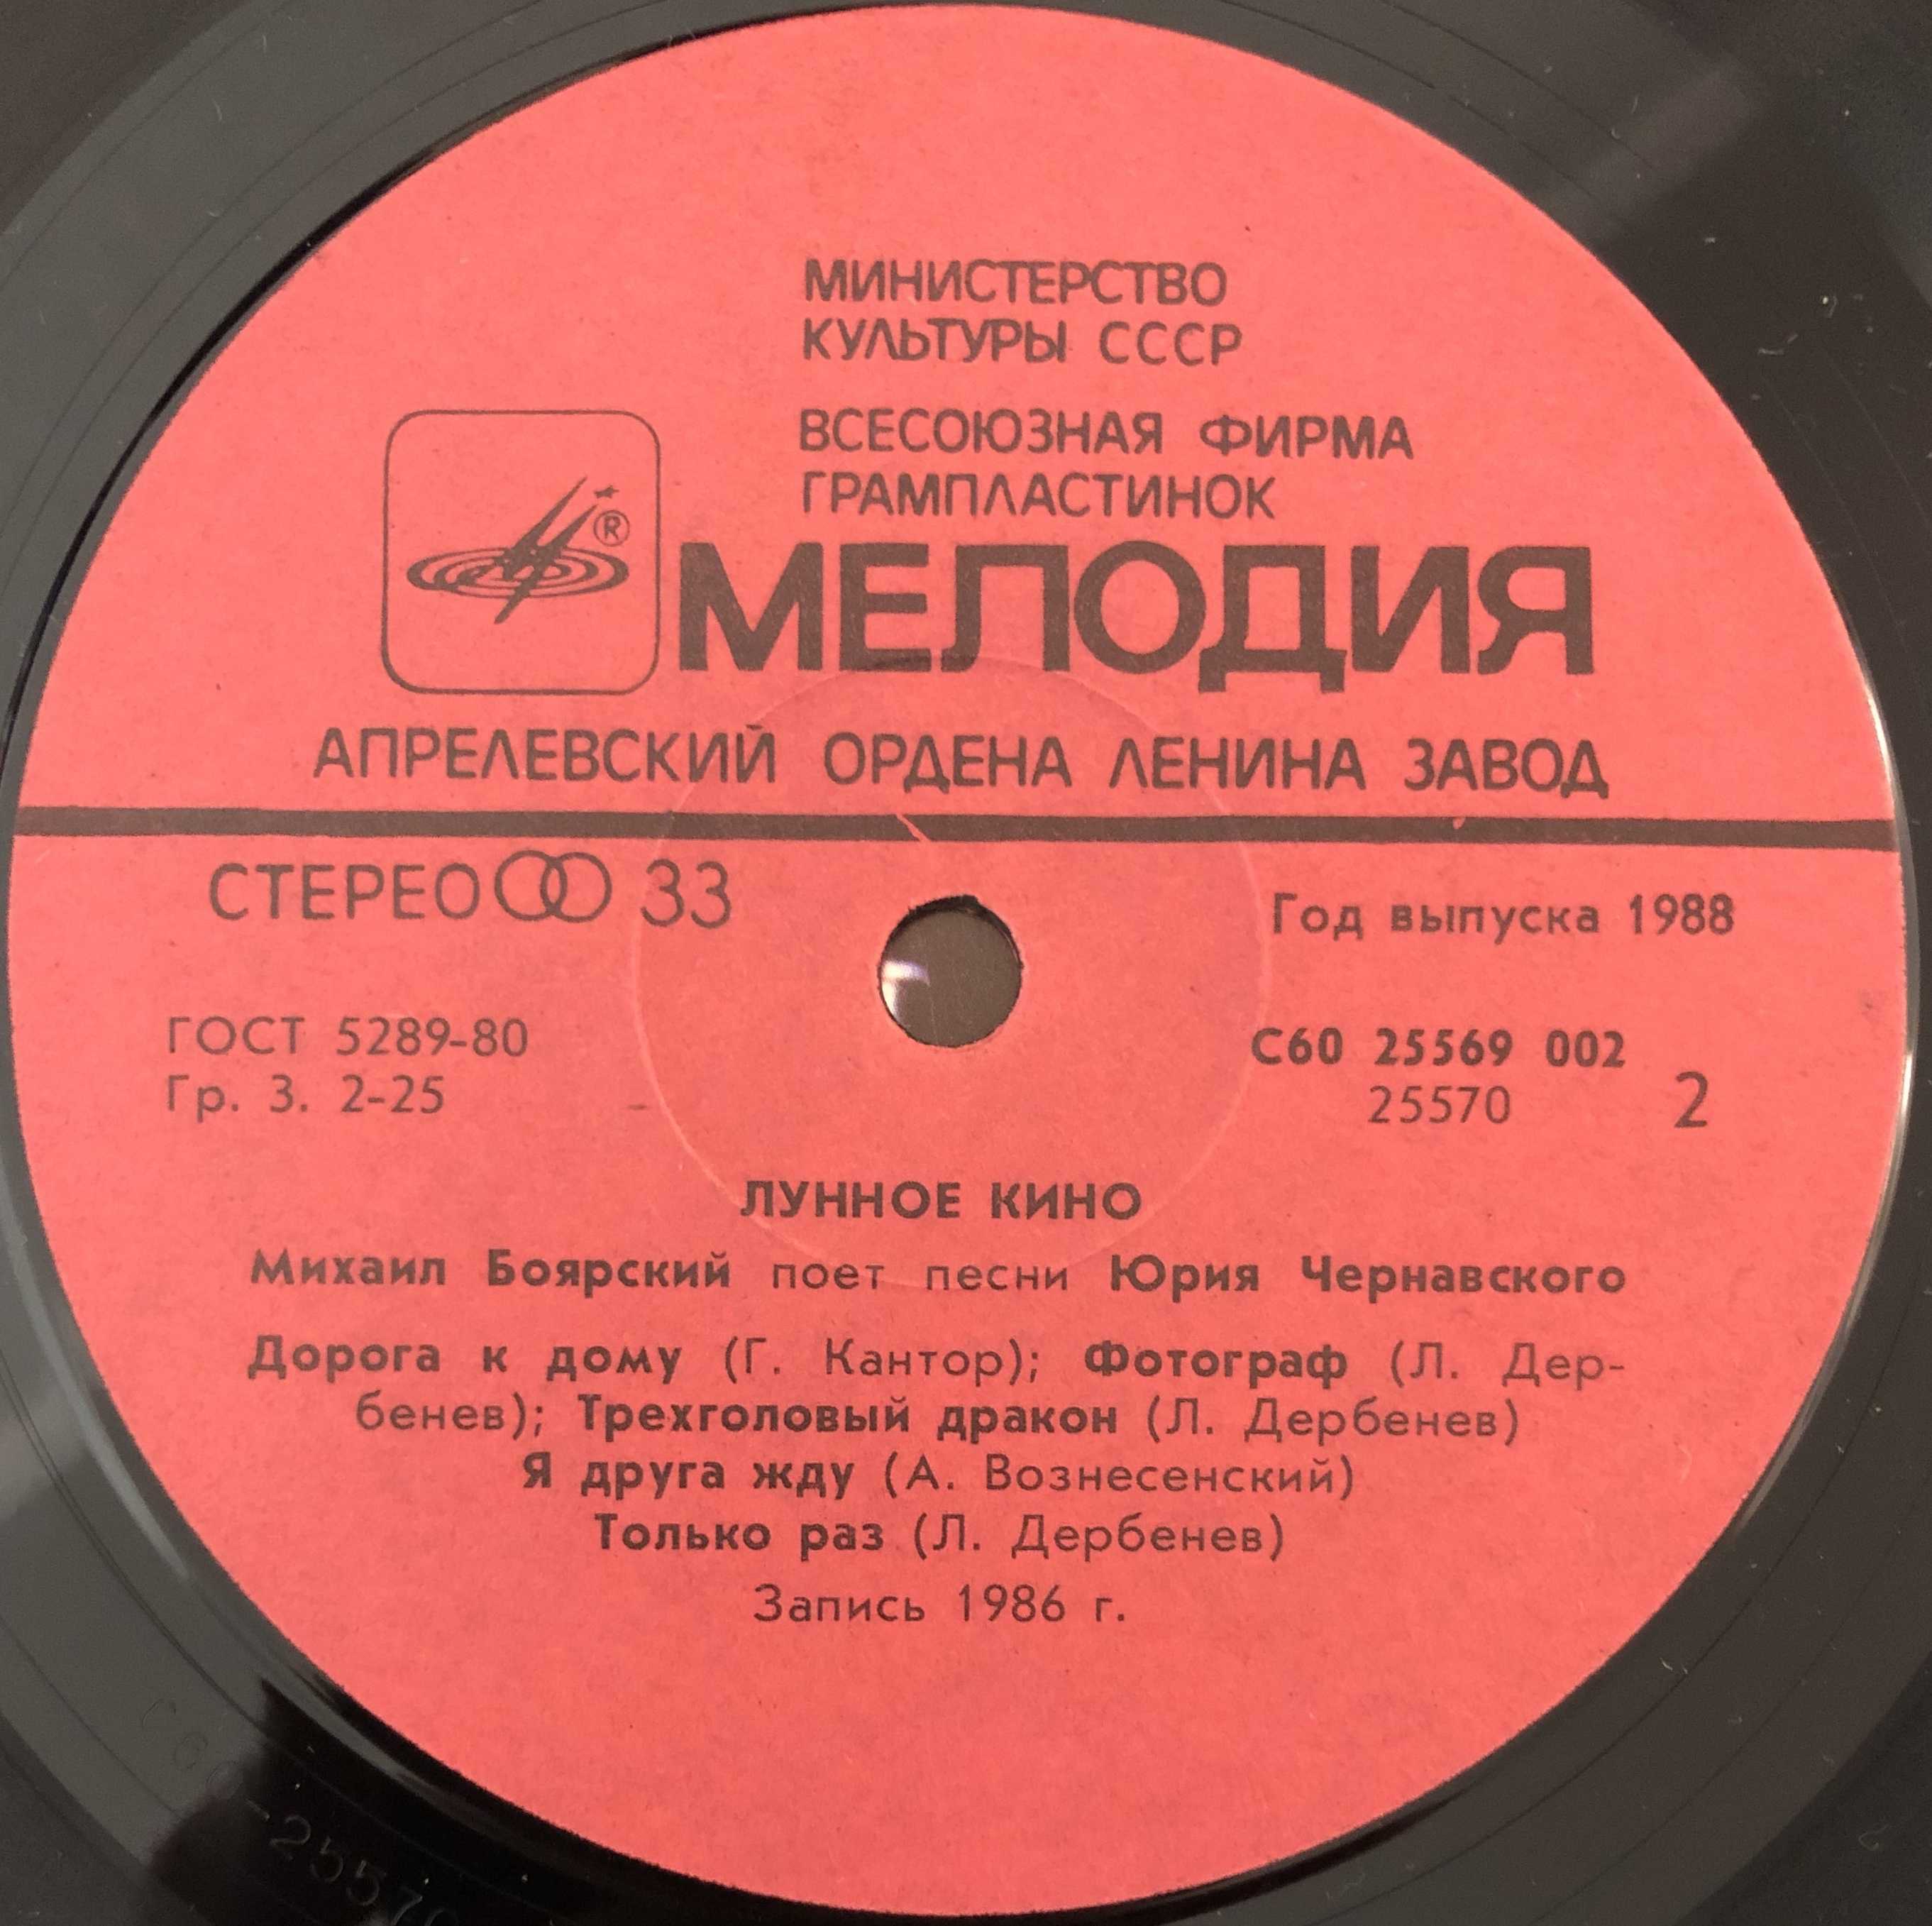 МИНИСТЕРСТВО
КУЛЬТУРЫ СССР
ВСЕСОЮЗНАЯ ФИРМА
ГРАМПЛАСТИНОК
®
МЕЛОДИЯ
АПРЕЛЕВСКИЙ ОРДЕНА ЛЕНИНА ЗАВОД
СТЕРЕО 33
Год выпуска 1988
ГОСТ 5289-80
Гр. 3. 2-25
С60 25569 002
25570
2
ЛУННОЕ КИНО
Михаил Боярский поет песни Юрия Чернавского
Дорога к дому (Г. Кантор); Фотограф (Л. Дер-
бенев); Трехголовый дракон (Л. Дербенев)
Я друга жду (А. Вознесенский)
Только раз (Л. Дербенев)
Запись 1986 г.
С60-25570